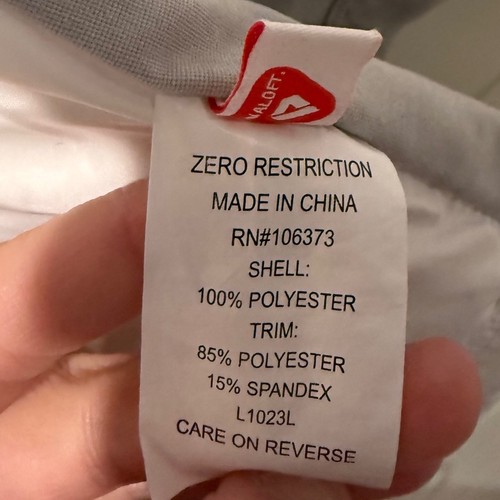 ZERO RESTRICTION
MADE IN CHINA
RN#106373
SHELL:
100% POLYESTER
TRIM:
85% POLYESTER
15% SPANDEX
L1023L
CARE ON REVERSE